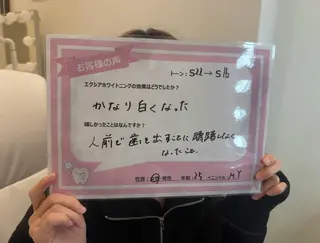 お客様の声
トーン: S22→S15
エクシアホワイトニングの効果はどうでしたか?
かなり白くなった
嬉しかったことはなんですか?
人前で歯を出すことに躊躇しなく
なったこと。
性別: 女性・男性 年齢: 25 イニシャル: M.Y